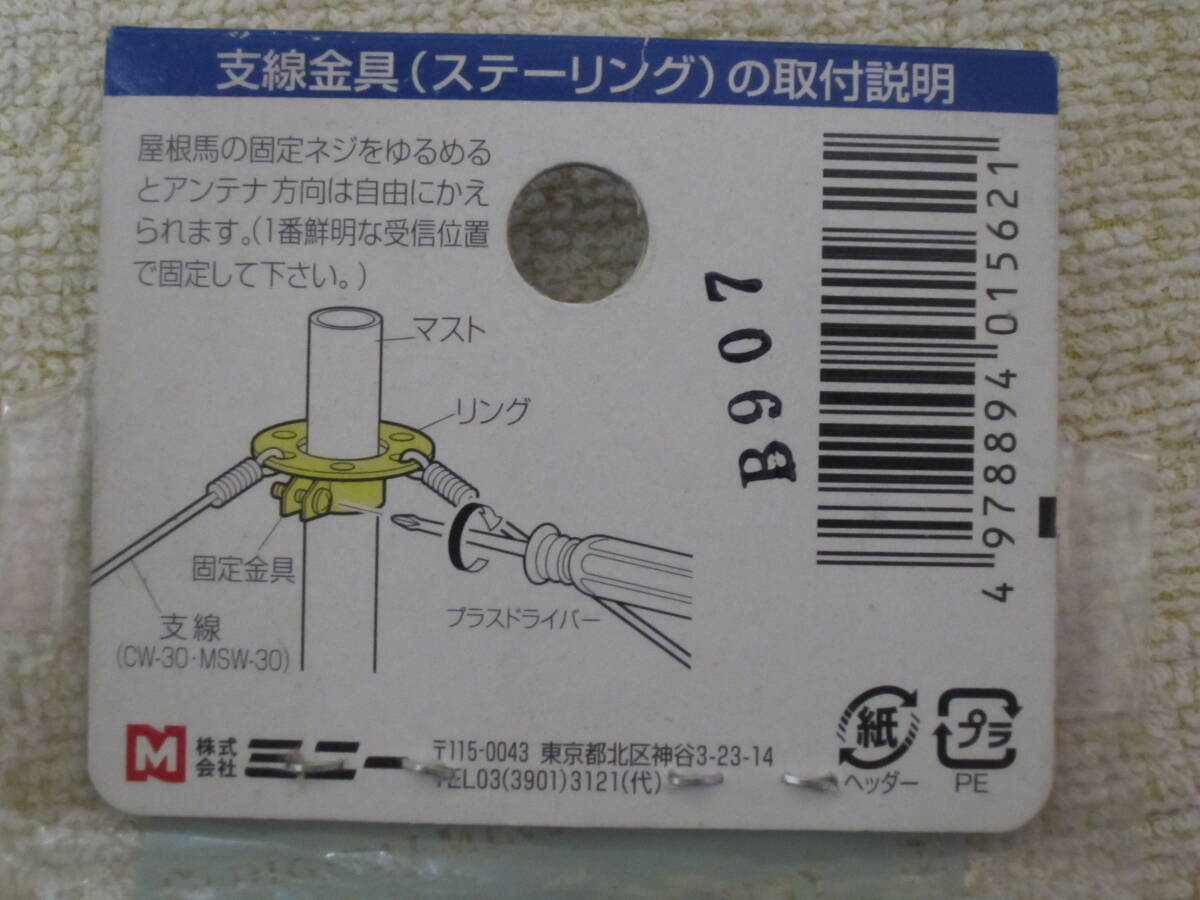 支線金具(ステーリング)の取付説明
屋根馬の固定ネジをゆるめる
とアンテナ方向は自由にかえ
られます。(1番鮮明な受信位置
で固定して下さい。)
マスト
リング
固定金具
支線
(CW-30・MSW-30)
プラスドライバー
B907
4 978894 015621
M 株式会社 ミニー
〒115-0043 東京都北区神谷3-23-14
TEL03(3901)3121(代)
紙
ヘッダー
プラ
PE